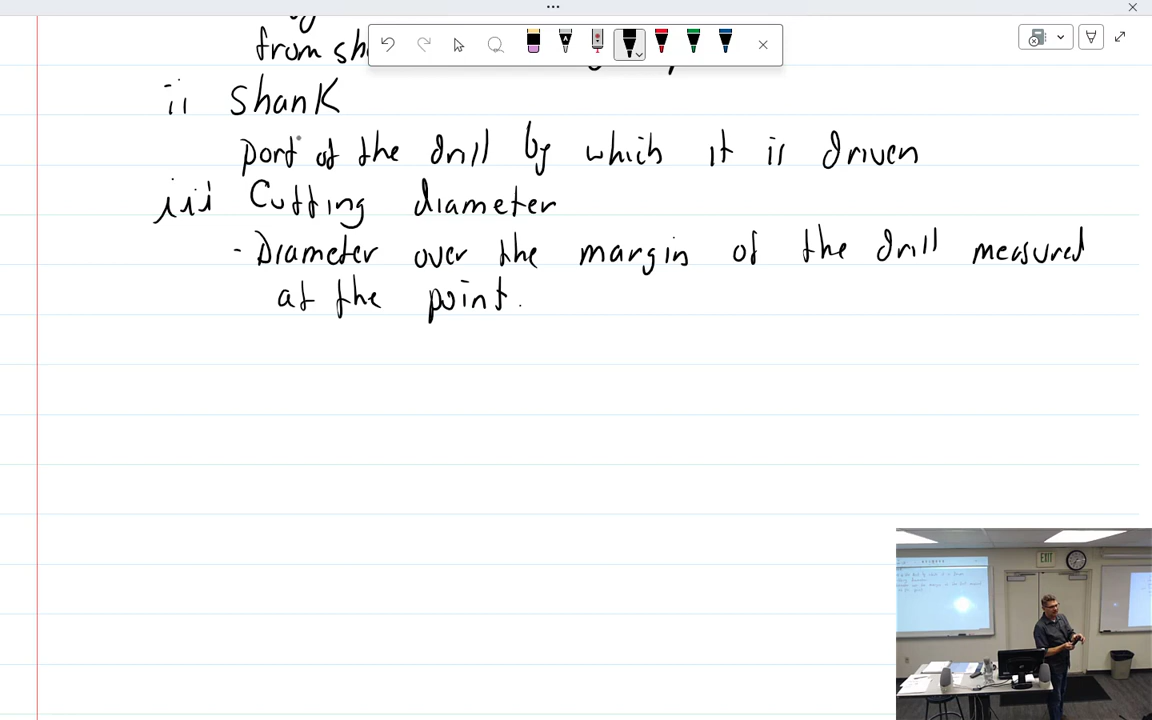 from sh
ii Shank
part of the drill by which it is driven
iii Cutting diameter
- Diameter over the margin of the drill measured
at the point.
EXIT